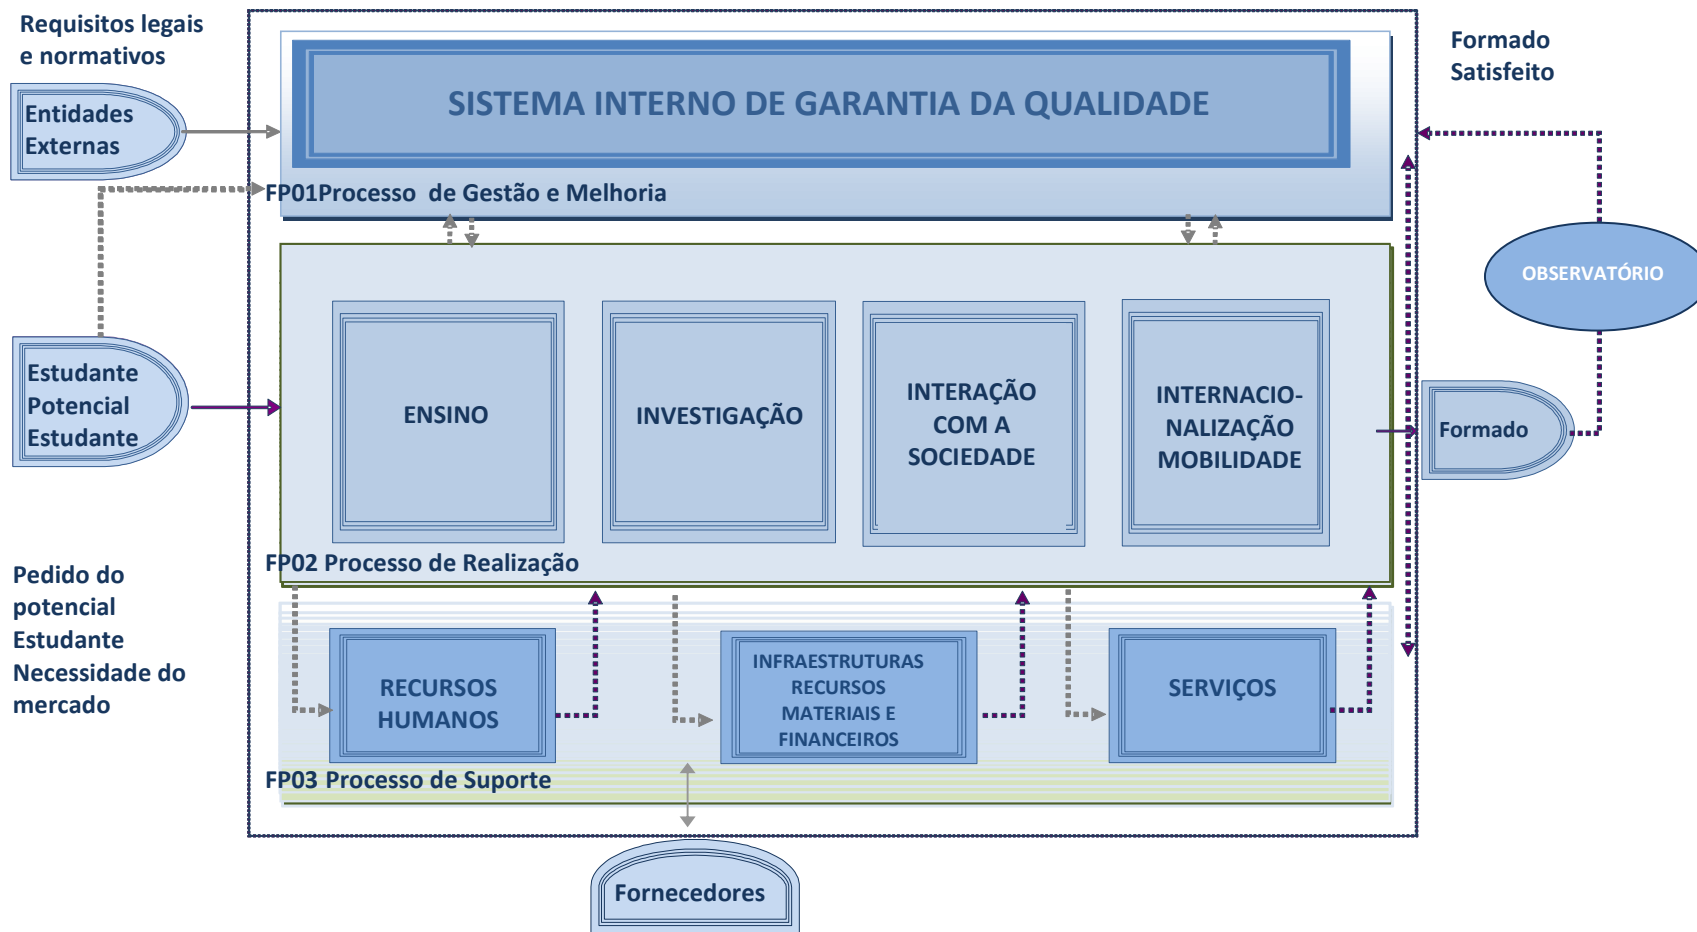 Requisitos legais
e normativos
Formado
Satisfeito
SISTEMA INTERNO DE GARANTIA DA QUALIDADE
Entidades
Externas
FP01Processo de Gestão e Melhoria
OBSERVATÓRIO
Estudante
Potencial
Estudante
ENSINO
INVESTIGAÇÃO
INTERAÇÃO
COM A
SOCIEDADE
INTERNACIO-
NALIZAÇÃO
MOBILIDADE
Formado
FP02 Processo de Realização
Pedido do
potencial
Estudante
Necessidade do
mercado
RECURSOS
HUMANOS
INFRAESTRUTURAS
RECURSOS
MATERIAIS E
FINANCEIROS
SERVIÇOS
FP03 Processo de Suporte
Fornecedores